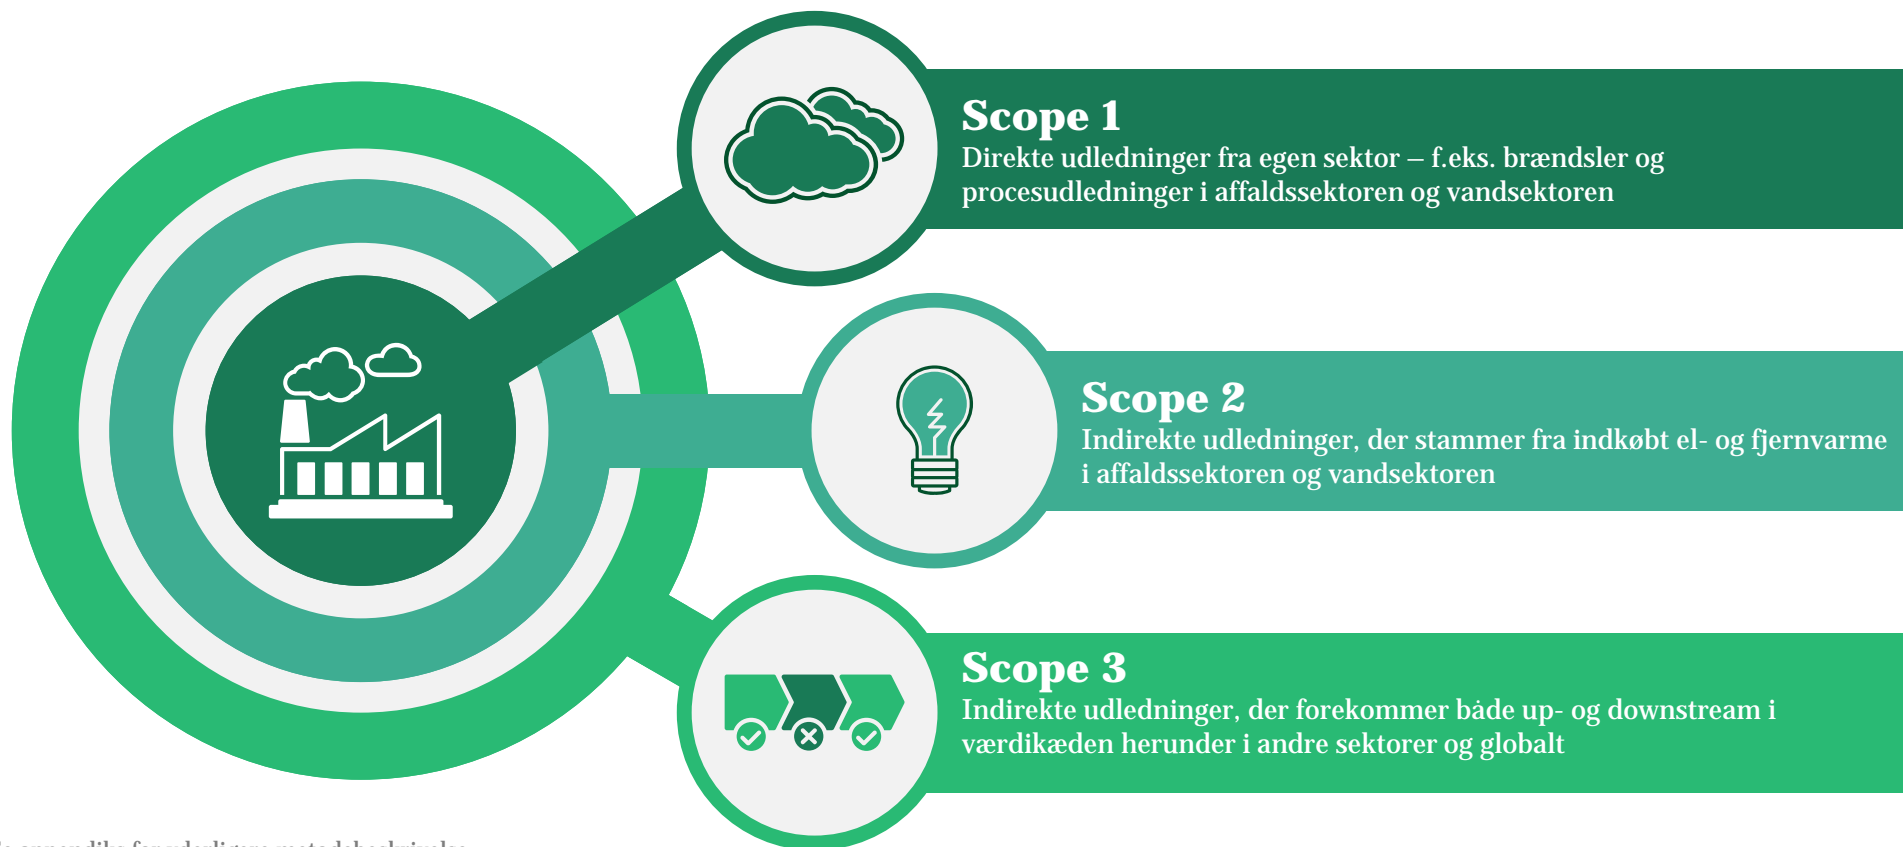 Scope 1
Direkte udledninger fra egen sektor – f.eks. brændsler og
procesudledninger i affaldssektoren og vandsektoren
Scope 2
Indirekte udledninger, der stammer fra indkøbt el- og fjernvarme
i affaldssektoren og vandsektoren
Scope 3
Indirekte udledninger, der forekommer både up- og downstream i
værdikæden herunder i andre sektorer og globalt